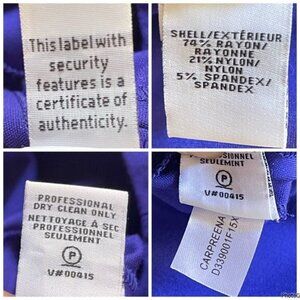 This label with
security
features is a
certificate of
authenticity.
SHELL/EXTÉRIEUR
74% RAYON/
RAYONNE
21% NYLON/
NYLON
5% SPANDEX/
SPANDEX
PROFESSIONAL
DRY CLEAN ONLY
NETTOYAGE À SEC
PROFESSIONNEL
SEULEMENT
P
V#00415
SSIONNEL
SEULEMENT
P
V#00415
CARPREENA
D339001F15X